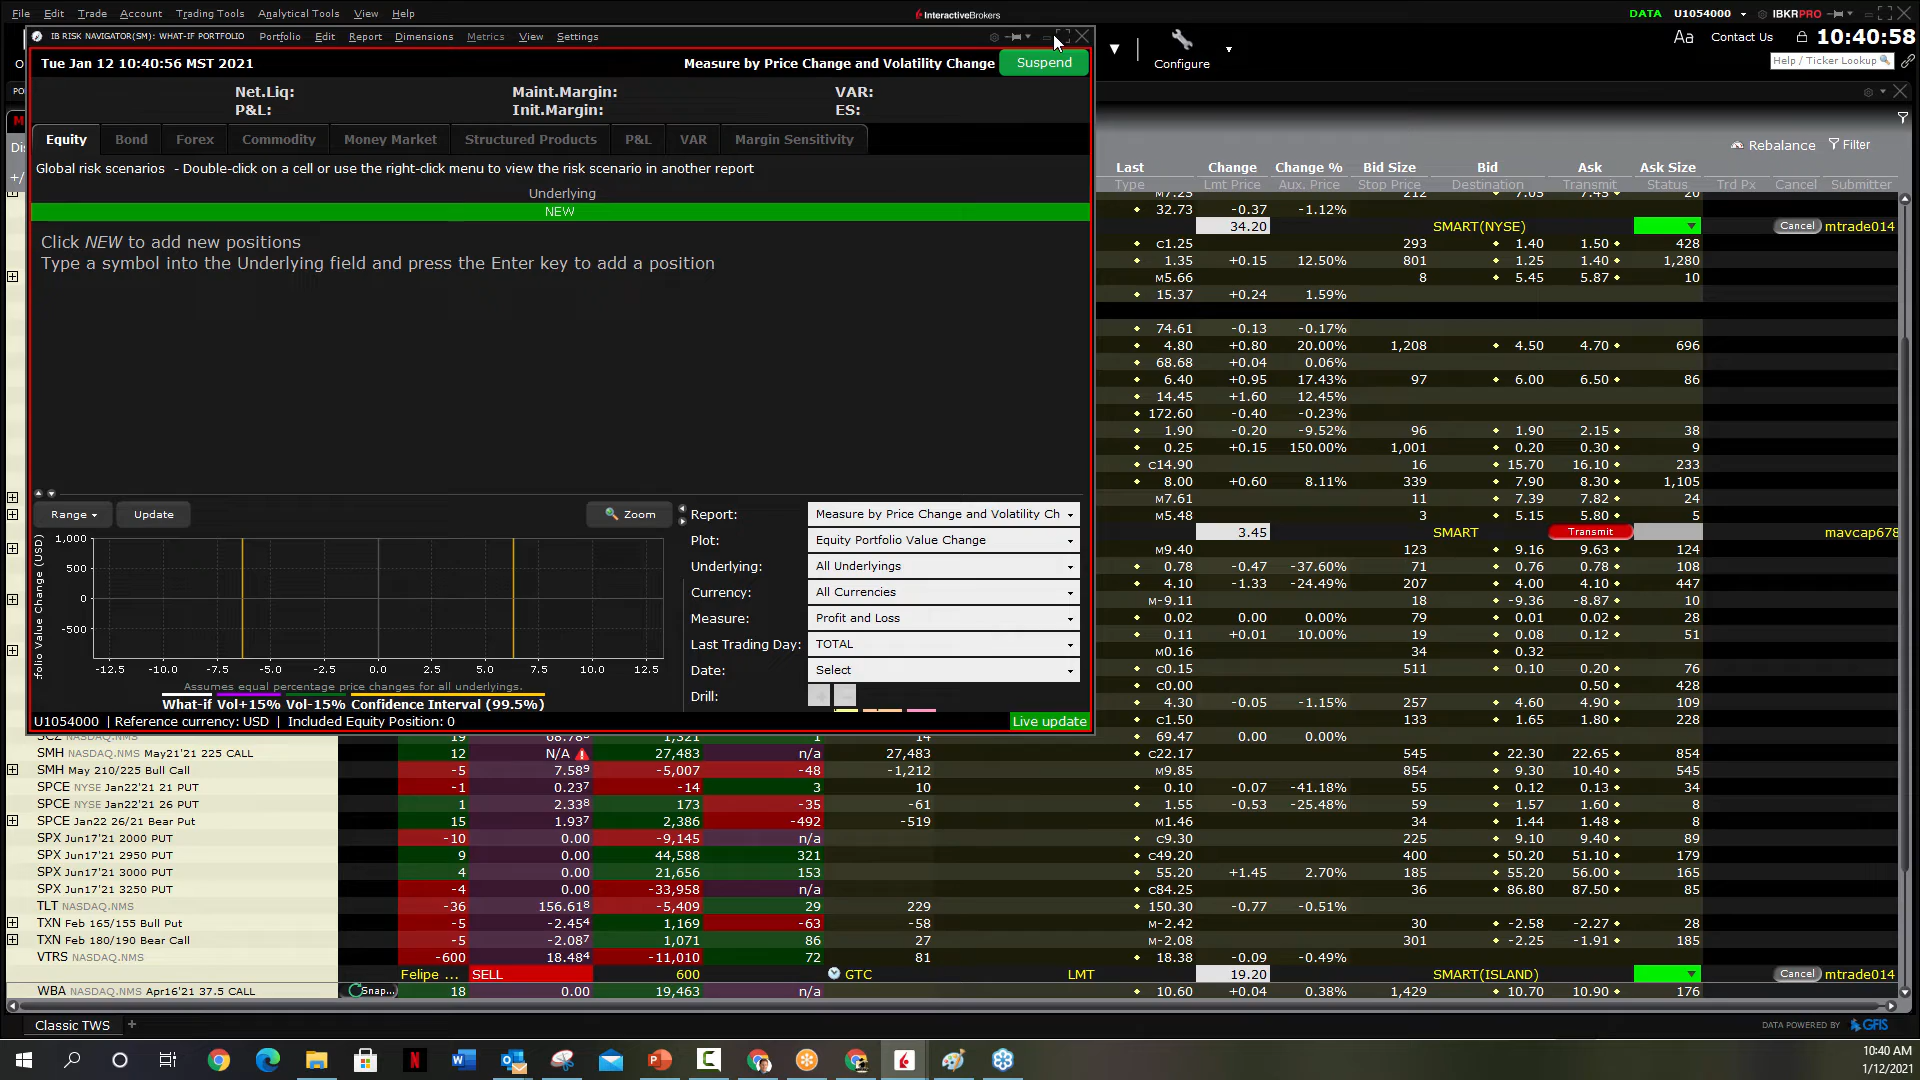 File Edit Trade Account Trading Tools Analytical Tools View Help
InteractiveBrokers
DATA U1054000 IBKRPRO
IB RISK NAVIGATOR(SM): WHAT-IF PORTFOLIO Portfolio Edit Report Dimensions Metrics View Settings
Aa Contact Us 10:40:58
Configure
Help / Ticker Lookup
Tue Jan 12 10:40:56 MST 2021 Measure by Price Change and Volatility Change Suspend
Net.Liq: Maint.Margin: VAR:
P&L: Init.Margin: ES:
Equity Bond Forex Commodity Money Market Structured Products P&L VAR Margin Sensitivity
Global risk scenarios - Double-click on a cell or use the right-click menu to view the risk scenario in another report
Underlying
NEW
Click NEW to add new positions
Type a symbol into the Underlying field and press the Enter key to add a position
Range Update Zoom
Report: Measure by Price Change and Volatility Ch
Plot: Equity Portfolio Value Change
Underlying: All Underlyings
Currency: All Currencies
Measure: Profit and Loss
Last Trading Day: TOTAL
Date: Select
Drill:
folio Value Change (USD)
1,000
500
0
-500
-12.5 -10.0 -7.5 -5.0 -2.5 0.0 2.5 5.0 7.5 10.0 12.5
Assumes equal percentage price changes for all underlyings.
What-if Vol+15% Vol-15% Confidence Interval (99.5%)
U1054000 | Reference currency: USD | Included Equity Position: 0 Live update
Rebalance Filter
Last Change Change % Bid Size Bid Ask Ask Size
Type Lmt Price Aux. Price Stop Price Destination Transmit Status Trd Px Cancel Submitter
M7.25 212 7.05 7.45 20
32.73 -0.37 -1.12%
34.20 SMART(NYSE) Cancel mtrade014
c1.25 293 1.40 1.50 428
1.35 +0.15 12.50% 801 1.25 1.40 1,280
M5.66 8 5.45 5.87 10
15.37 +0.24 1.59%
74.61 -0.13 -0.17%
4.80 +0.80 20.00% 1,208 4.50 4.70 696
68.68 +0.04 0.06%
6.40 +0.95 17.43% 97 6.00 6.50 86
14.45 +1.60 12.45%
172.60 -0.40 -0.23%
1.90 -0.20 -9.52% 96 1.90 2.15 38
0.25 +0.15 150.00% 1,001 0.20 0.30 9
c14.90 16 15.70 16.10 233
8.00 +0.60 8.11% 339 7.90 8.30 1,105
M7.61 11 7.39 7.82 24
M5.48 3 5.15 5.80 5
3.45 SMART Transmit mavcap678
M9.40 123 9.16 9.63 124
0.78 -0.47 -37.60% 71 0.76 0.78 108
4.10 -1.33 -24.49% 207 4.00 4.10 447
M-9.11 18 -9.36 -8.87 10
0.02 0.00 0.00% 79 0.01 0.02 28
0.11 +0.01 10.00% 19 0.08 0.12 51
M0.16 34 0.32
c0.15 511 0.10 0.20 76
c0.00 0.50 428
4.30 -0.05 -1.15% 257 4.60 4.90 109
c1.50 133 1.65 1.80 228
SCZ 19 68.78 1,321 1 14 69.47 0.00 0.00%
SMH NASDAQ.NMS May21'21 225 CALL 12 N/A 27,483 n/a 27,483 c22.17 545 22.30 22.65 854
SMH May 210/225 Bull Call -5 7.589 -5,007 -48 -1,212 M9.85 854 9.30 10.40 545
SPCE NYSE Jan22'21 21 PUT -1 0.237 -14 3 10 0.10 -0.07 -41.18% 55 0.12 0.13 34
SPCE NYSE Jan22'21 26 PUT 1 2.338 173 -35 -61 1.55 -0.53 -25.48% 59 1.57 1.60 8
SPCE Jan22 26/21 Bear Put 15 1.937 2,386 -492 -519 M1.46 34 1.44 1.48 8
SPX Jun17'21 2000 PUT -10 0.00 -9,145 n/a c9.30 225 9.10 9.40 89
SPX Jun17'21 2950 PUT 9 0.00 44,588 321 c49.20 400 50.20 51.10 179
SPX Jun17'21 3000 PUT 4 0.00 21,656 153 55.20 +1.45 2.70% 185 55.20 56.00 165
SPX Jun17'21 3250 PUT -4 0.00 -33,958 n/a c84.25 36 86.80 87.50 85
TLT NASDAQ.NMS -36 156.618 -5,409 29 229 150.30 -0.77 -0.51%
TXN Feb 165/155 Bull Put -5 -2.454 1,169 -63 -58 M-2.42 30 -2.58 -2.27 28
TXN Feb 180/190 Bear Call -5 -2.087 1,071 86 27 M-2.08 301 -2.25 -1.91 185
VTRS NASDAQ.NMS -600 18.484 -11,010 72 81 18.38 -0.09 -0.49%
Felipe ... SELL 600 GTC LMT 19.20 SMART(ISLAND) Cancel mtrade014
WBA NASDAQ.NMS Apr16'21 37.5 CALL Snap... 18 0.00 19,463 n/a 10.60 +0.04 0.38% 1,429 10.70 10.90 176
Classic TWS + DATA POWERED BY GFIS
10:40 AM
1/12/2021